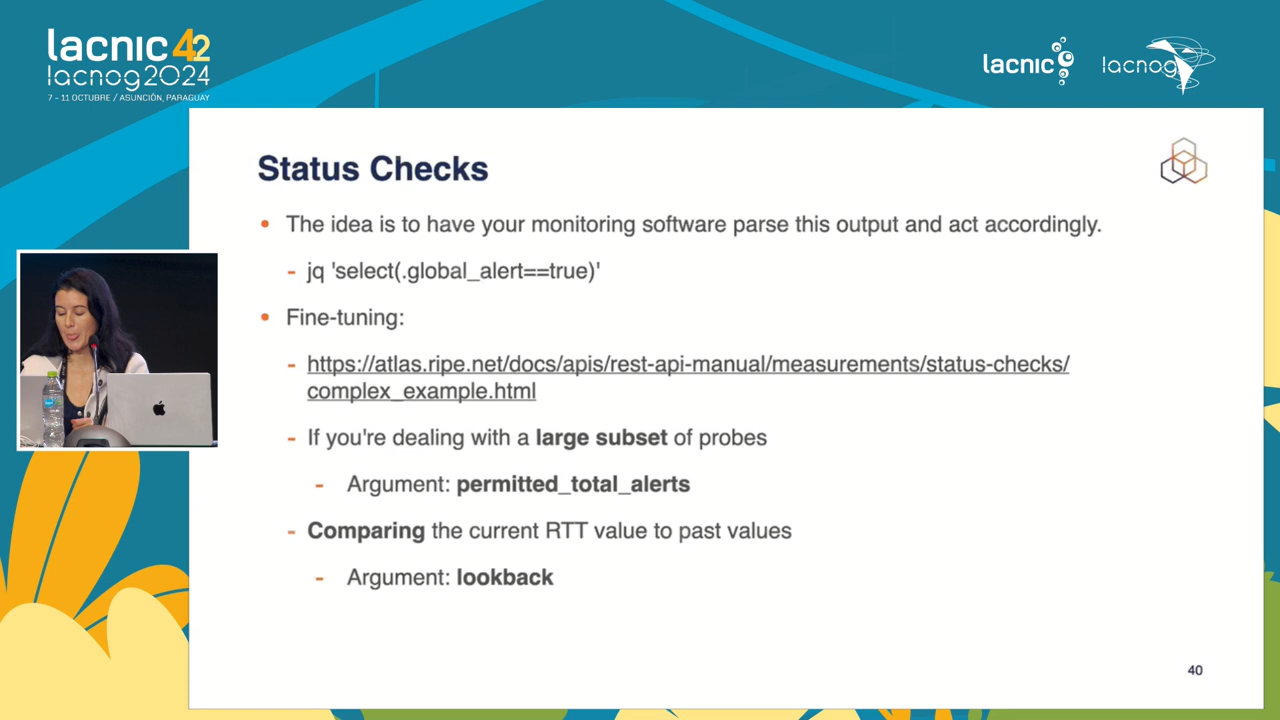 lacnic 42
lacnog2024
7 - 11 OCTUBRE / ASUNCIÓN, PARAGUAY
lacnic
lacnog
Status Checks
• The idea is to have your monitoring software parse this output and act accordingly.
- jq 'select(.global_alert==true)'
• Fine-tuning:
- https://atlas.ripe.net/docs/apis/rest-api-manual/measurements/status-checks/
complex_example.html
- If you're dealing with a large subset of probes
- Argument: permitted_total_alerts
- Comparing the current RTT value to past values
- Argument: lookback
40